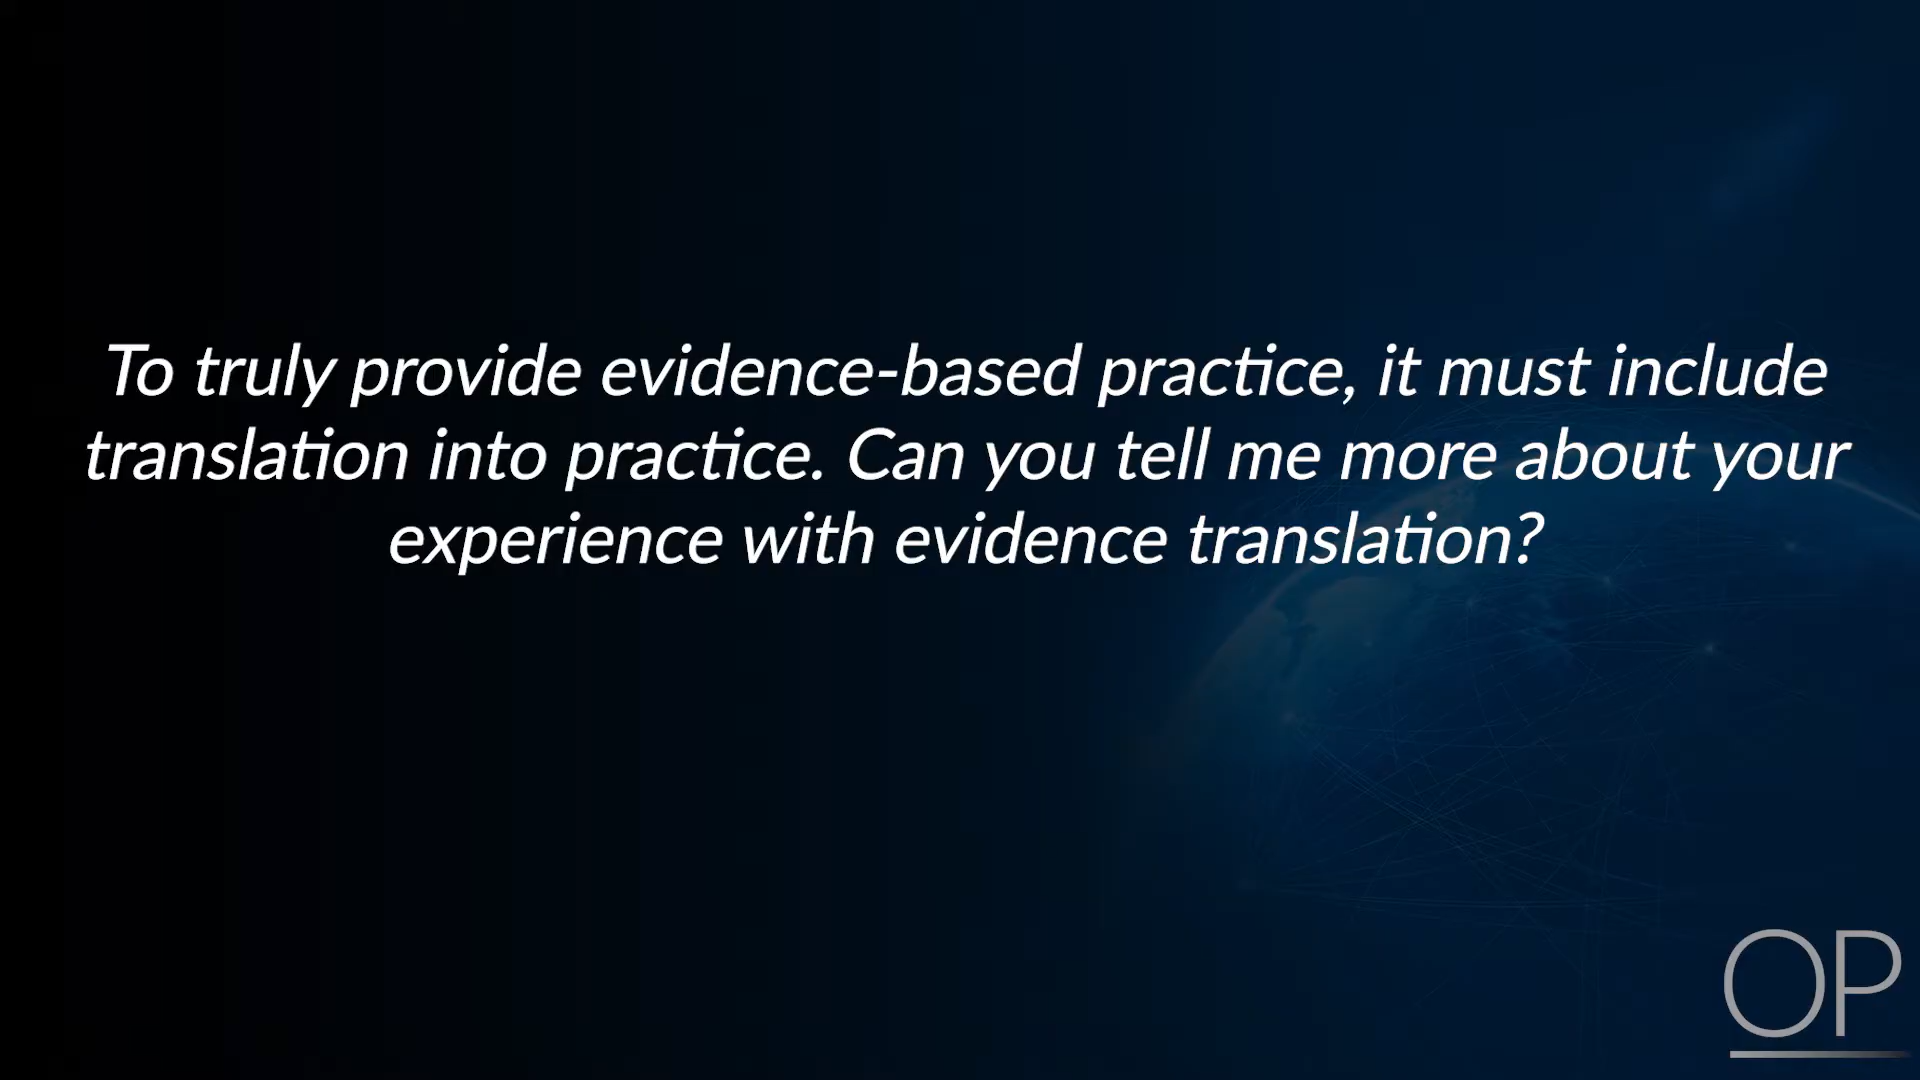 To truly provide evidence-based practice, it must include
translation into practice. Can you tell me more about your
experience with evidence translation?
OP